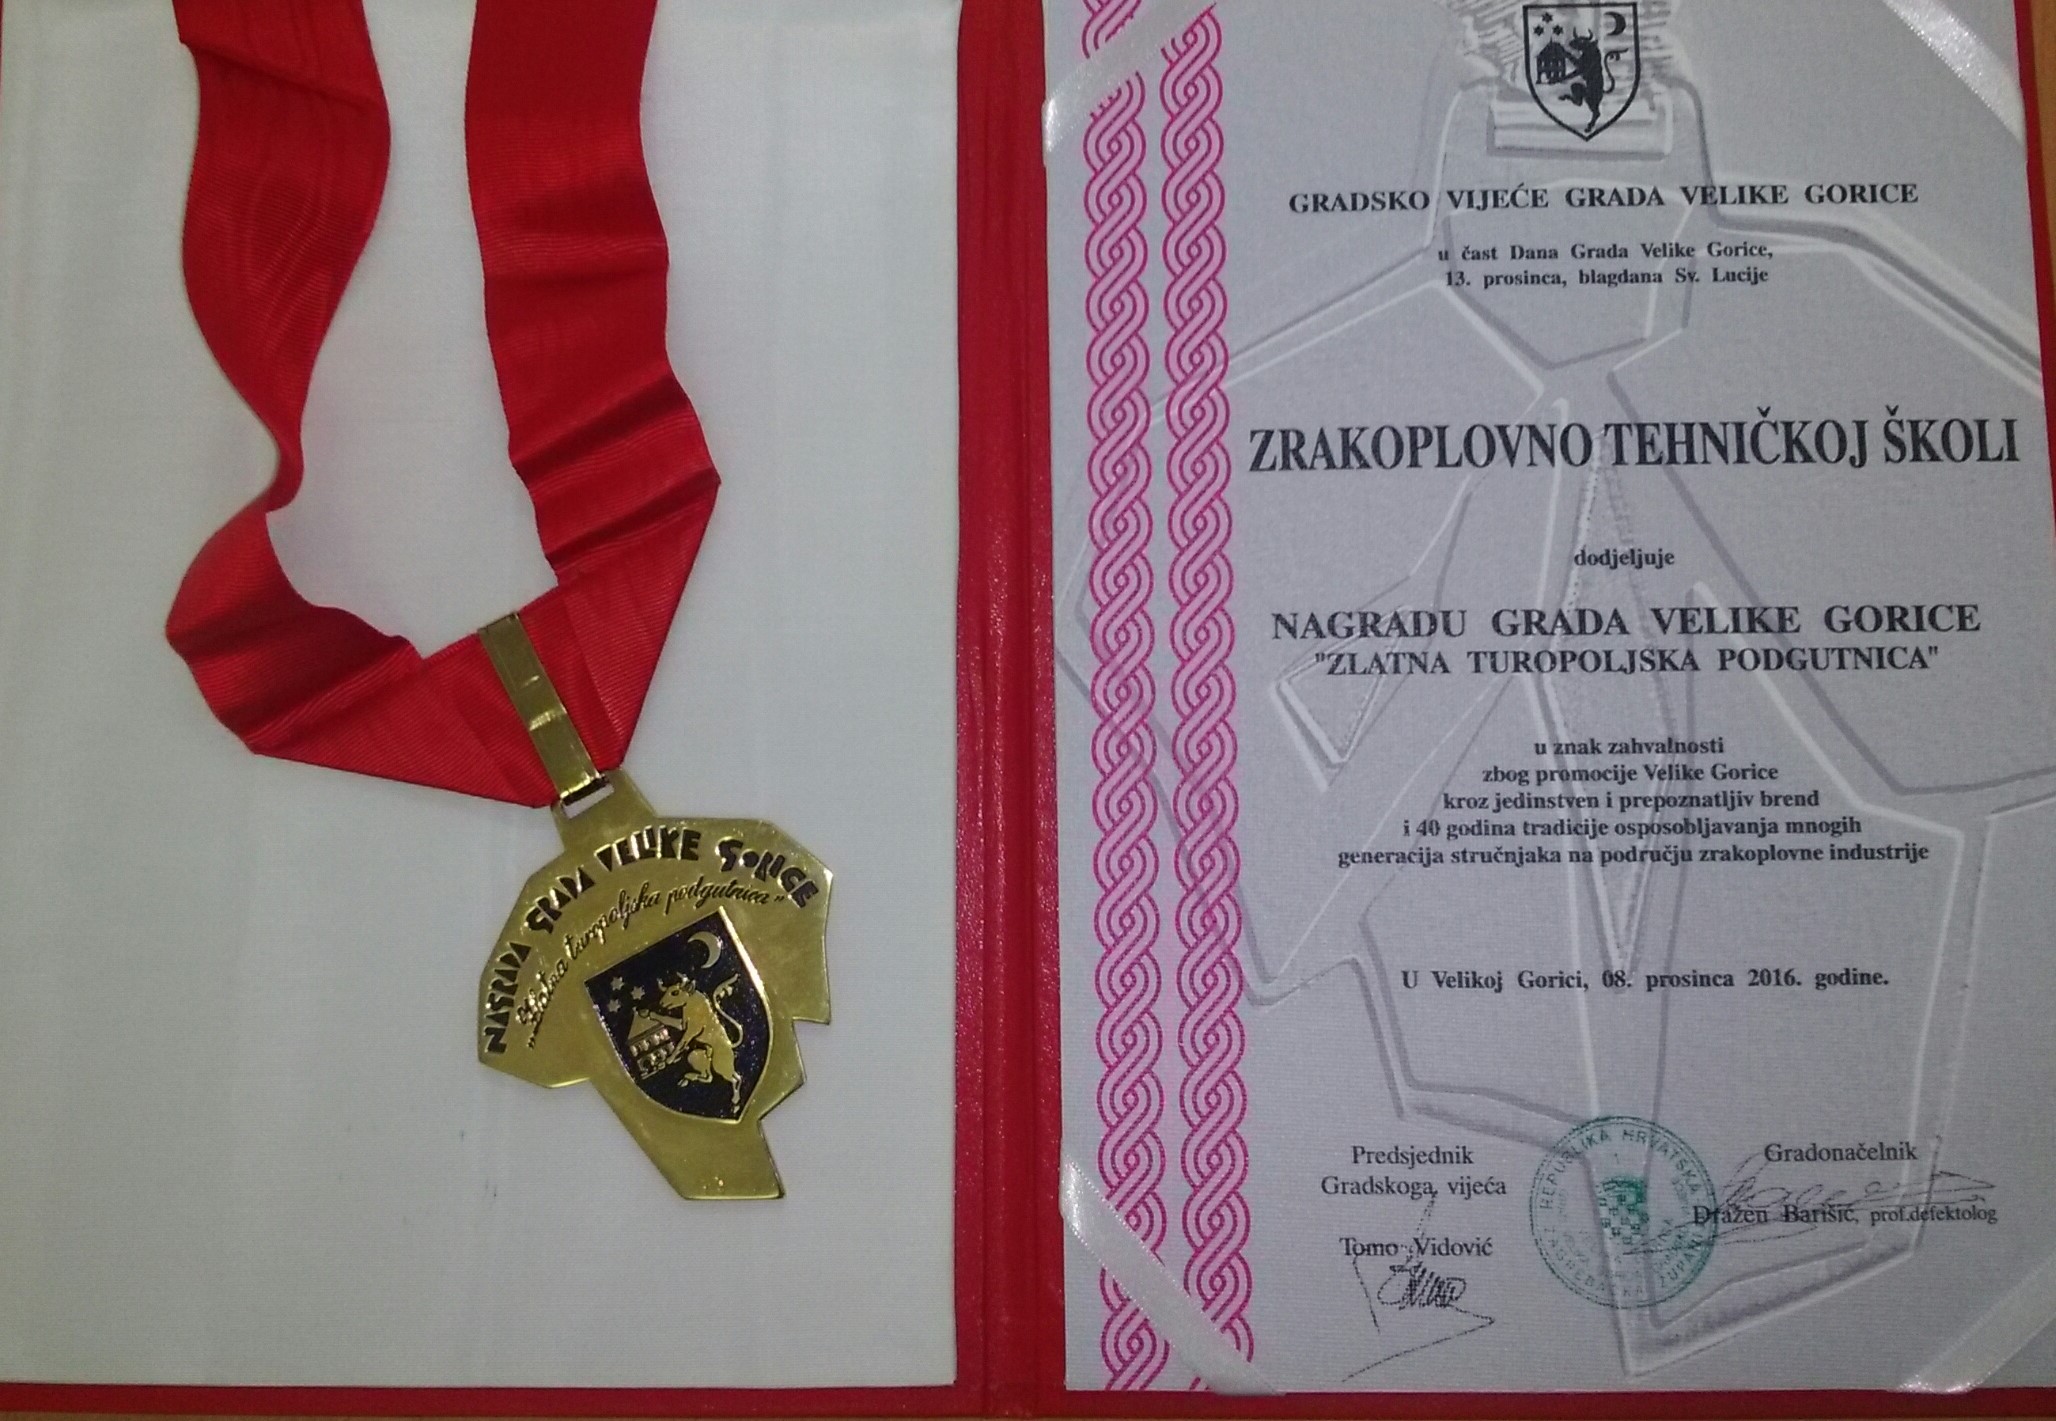 NAGRADA GRADA VELIKE GORICE
"Zlatna turopoljska podgutnica"
GRADSKO VIJEĆE GRADA VELIKE GORICE
u čast Dana Grada Velike Gorice,
13. prosinca, blagdana Sv. Lucije
ZRAKOPLOVNO TEHNIČKOJ ŠKOLI
dodjeljuje
NAGRADU GRADA VELIKE GORICE
"ZLATNA TUROPOLJSKA PODGUTNICA"
u znak zahvalnosti
zbog promocije Velike Gorice
kroz jedinstven i prepoznatljiv brend
i 40 godina tradicije osposobljavanja mnogih
generacija stručnjaka na području zrakoplovne industrije
U Velikoj Gorici, 08. prosinca 2016. godine.
Predsjednik
Gradskoga vijeća
Tomo Vidović
REPUBLIKA HRVATSKA
ZAGREBAČKA ŽUPANIJA
Gradonačelnik
Dražen Barišić, prof.defektolog